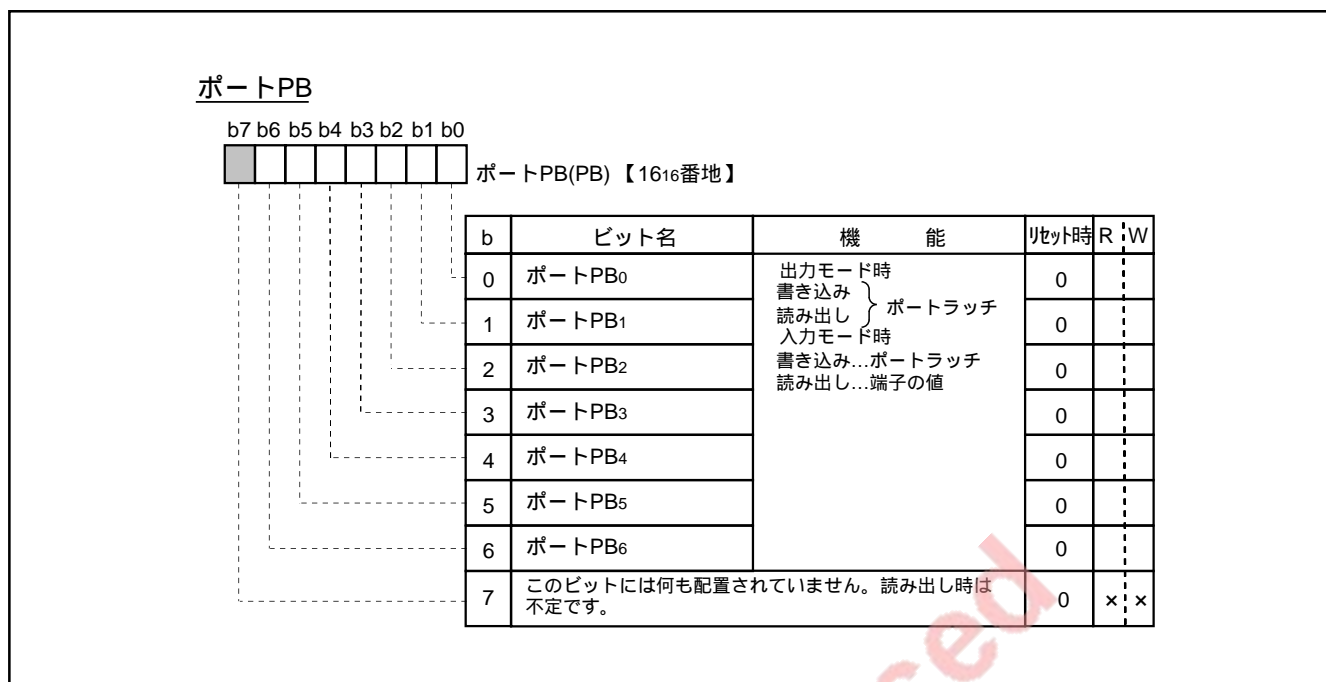 ポートPB
b7 b6 b5 b4 b3 b2 b1 b0
ポートPB(PB)【1616番地】
b ビット名 機 能 リセット時 R W
0 ポートPB0 0
1 ポートPB1 0
2 ポートPB2 0
3 ポートPB3 0
4 ポートPB4 0
5 ポートPB5 0
6 ポートPB6 0
出力モード時
書き込み
読み出し
ポートラッチ
入力モード時
書き込み…ポートラッチ
読み出し…端子の値
7 このビットには何も配置されていません。読み出し時は
不定です。 0 × ×
ced